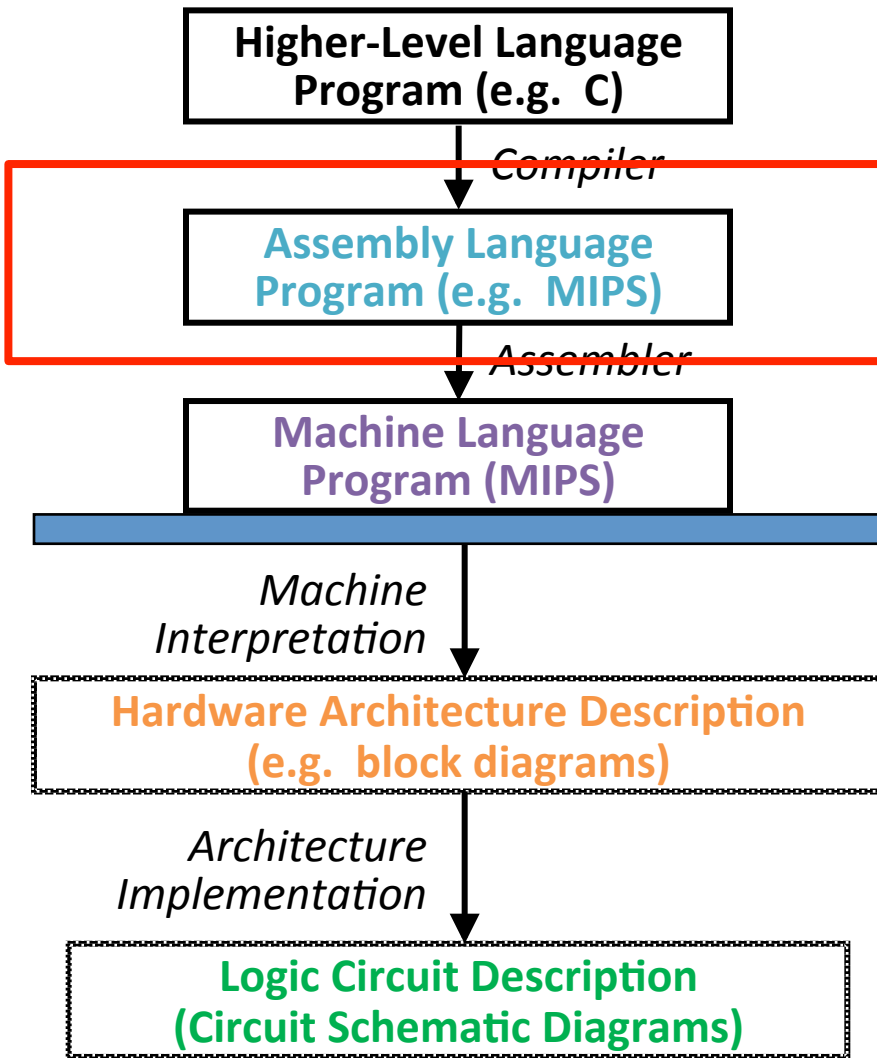 Higher-Level Language
Program (e.g. C)
Compiler
Assembly Language
Program (e.g. MIPS)
Assembler
Machine Language
Program (MIPS)
Machine
Interpretation
Hardware Architecture Description
(e.g. block diagrams)
Architecture
Implementation
Logic Circuit Description
(Circuit Schematic Diagrams)